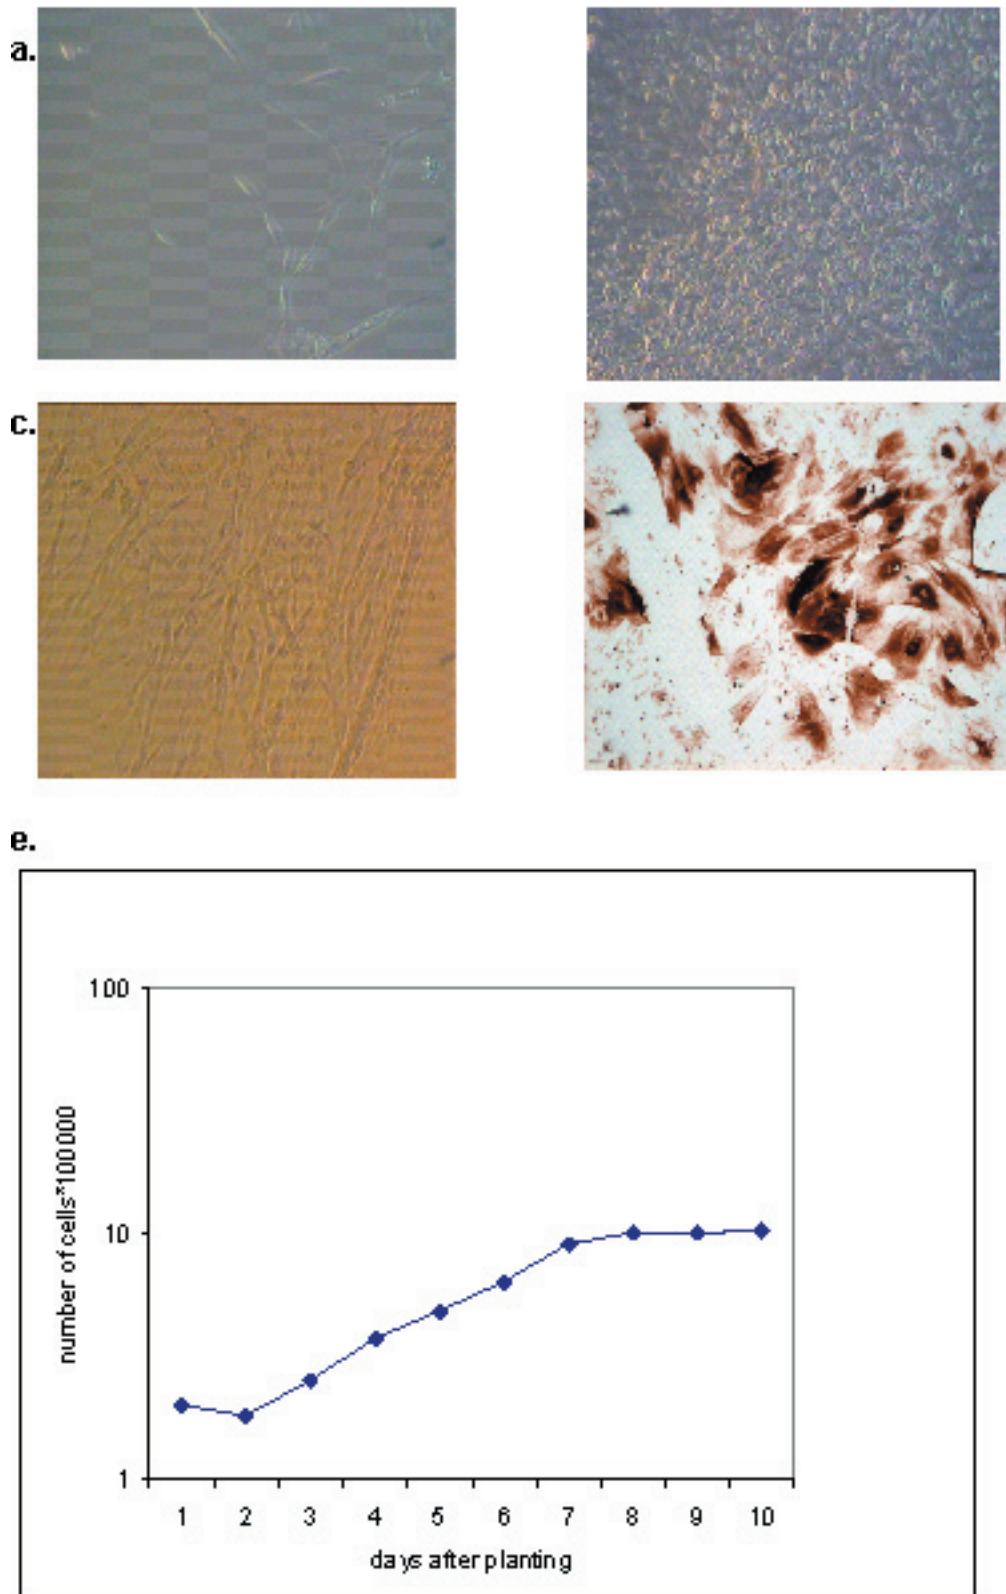 a.
c.
e.
100
10
1
number of cells*100000
1 2 3 4 5 6 7 8 9 10
days after planting